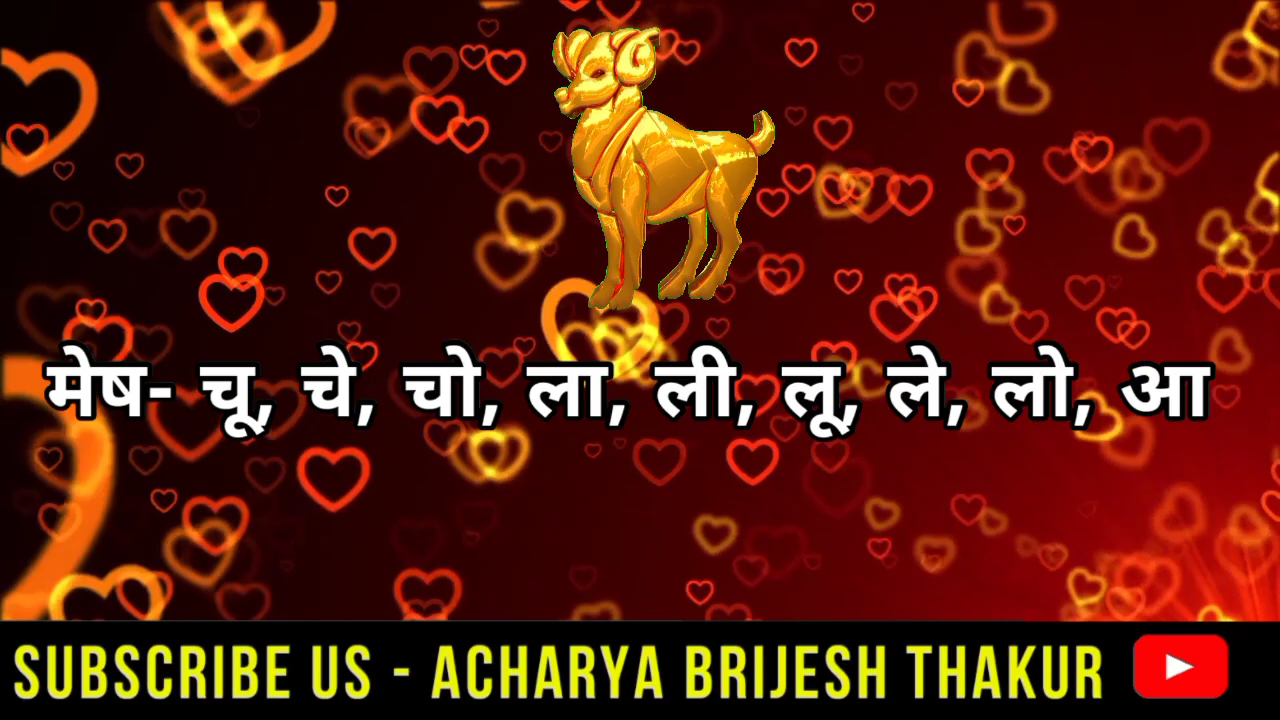 मेष- चू, चे, चो, ला, ली, लू, ले, लो, आ
SUBSCRIBE US - ACHARYA BRIJESH THAKUR